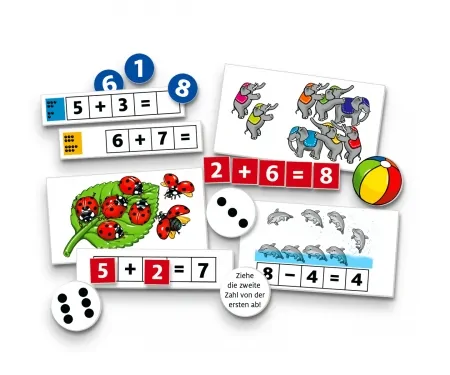 6 1 8
5 + 3 =
6 + 7 =
2 + 6 = 8
5 + 2 = 7
8 − 4 = 4
Ziehe
die zweite
Zahl von der
ersten ab!